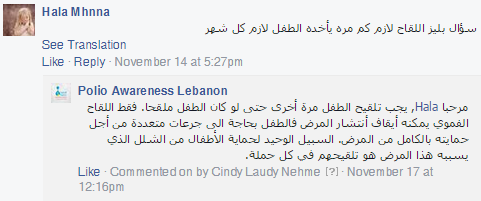 Hala Mhnna
سؤال بليز اللقاح لازم كم مره يأخده الطفل لازم كل شهر
See Translation
Like · Reply · November 14 at 5:27pm
Polio Awareness Lebanon
مرحبا Hala, يجب تلقيح الطفل مرة أخرى حتى لو كان الطفل ملقحا. فقط اللقاح
الفموي يمكنه أيقاف أنتشار المرض فالطفل بحاجة الى جرعات متعددة من أجل
حمايته بالكامل من المرض. السبيل الوحيد لحماية الأطفال من الشلل الذي
يسببه هذا المرض هو تلقيحهم في كل حملة.
Like · Commented on by Cindy Laudy Nehme [?] · November 17 at
12:16pm